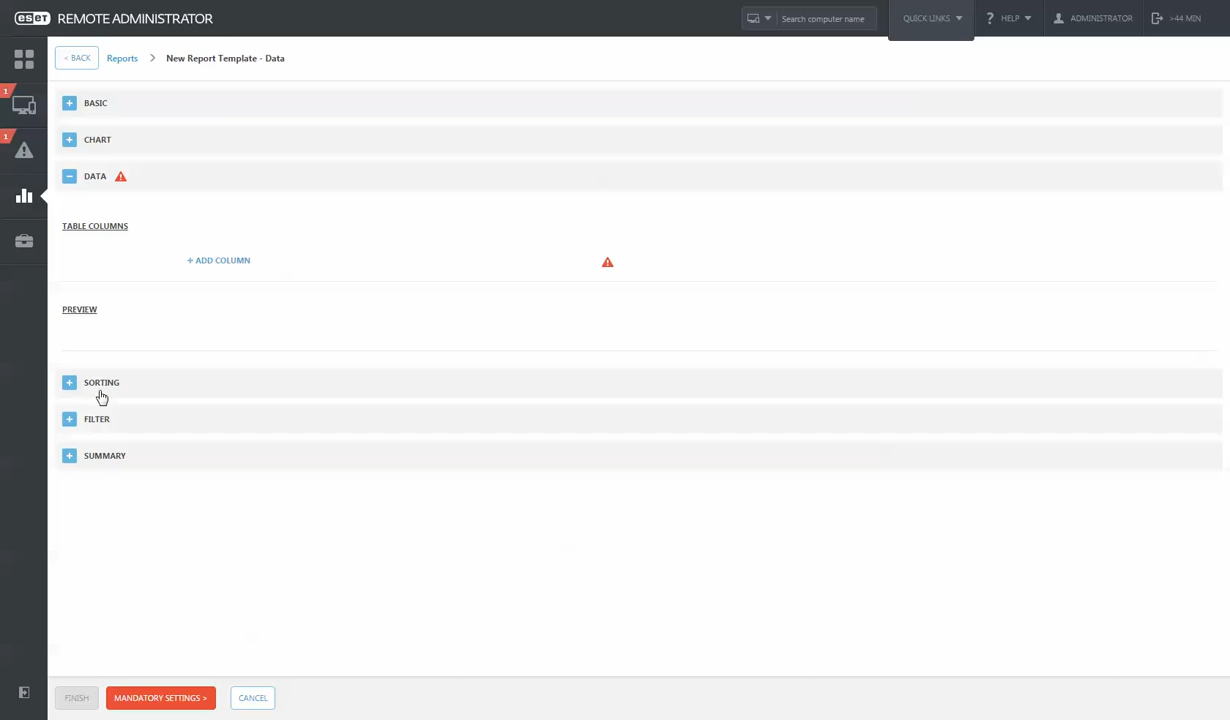 eset REMOTE ADMINISTRATOR
Search computer name
QUICK LINKS
? HELP
ADMINISTRATOR
>44 MIN
< BACK
Reports > New Report Template - Data
1
1
+ BASIC
+ CHART
− DATA
TABLE COLUMNS
+ ADD COLUMN
PREVIEW
+ SORTING
+ FILTER
+ SUMMARY
FINISH
MANDATORY SETTINGS >
CANCEL